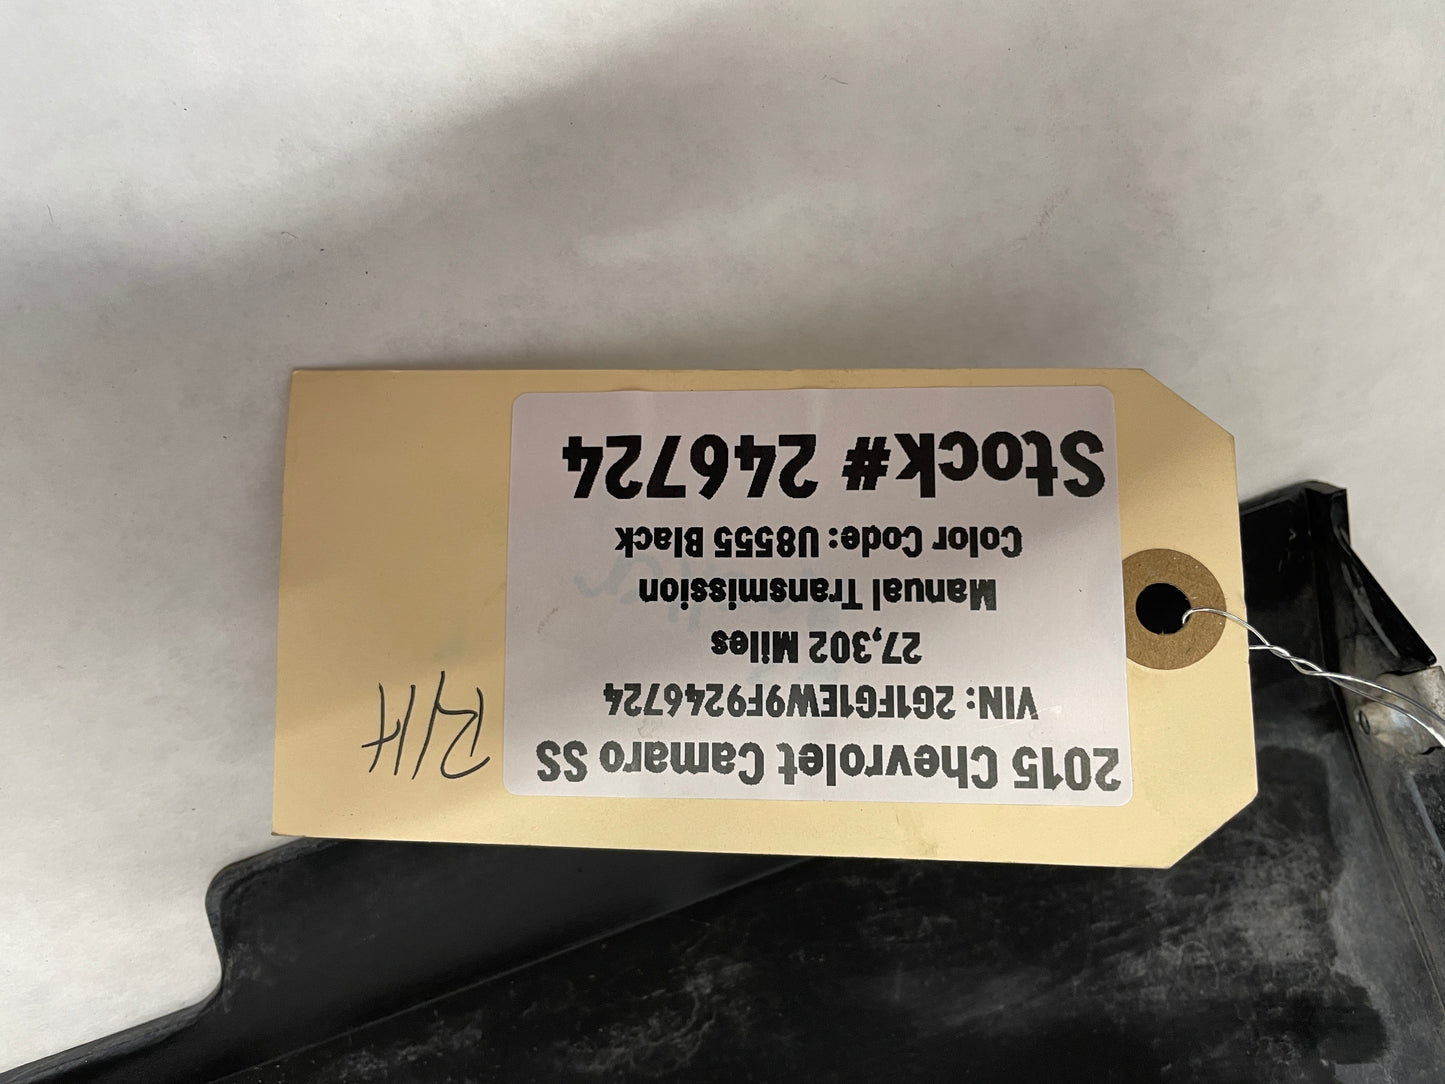 2015 Chevrolet Camaro SS
VIN: 2G1FG1EW9F9246724
27,302 Miles
Manual Transmission
Color Code: U8555 Black
Stock# 246724
R/H